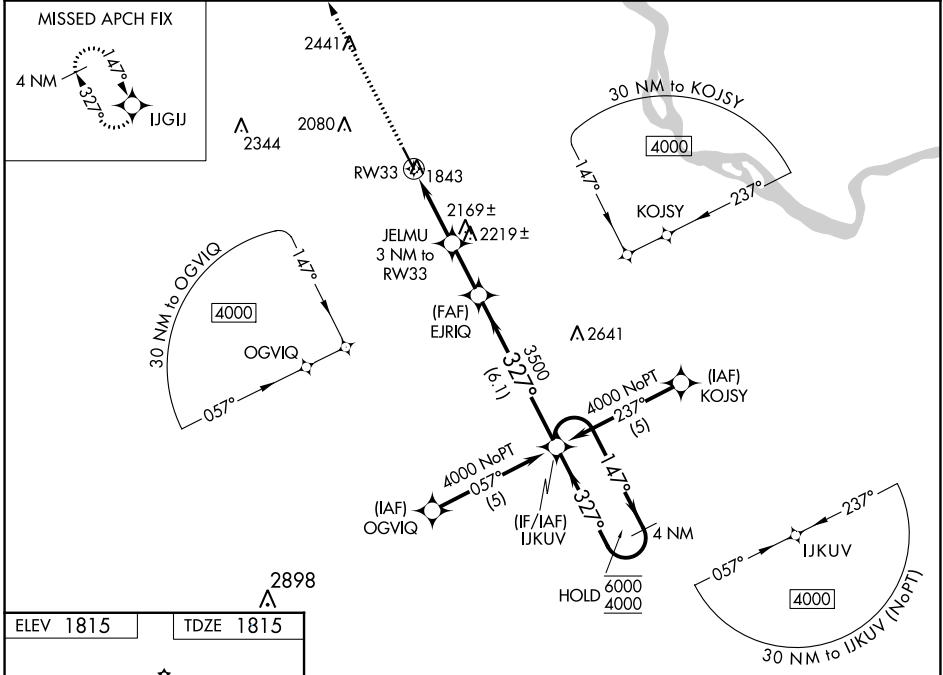 MISSED APCH FIX
4 NM
147°
327°
IJGIJ
2441
2344
2080
RW33
1843
2169±
2219±
JELMU
3 NM to
RW33
(FAF)
EJRIQ
2641
30 NM to KOJSY
4000
147°
237°
KOJSY
30 NM to OGVIQ
4000
147°
OGVIQ
057°
3500
327°
(6.1)
4000 NoPT
237°
(5)
(IAF)
KOJSY
4000 NoPT
057°
(5)
(IAF)
OGVIQ
(IF/IAF)
IJKUV
147°
327°
4 NM
HOLD
6000
4000
237°
057°
IJKUV
4000
30 NM to IJKUV (NoPT)
2898
ELEV 1815
TDZE 1815